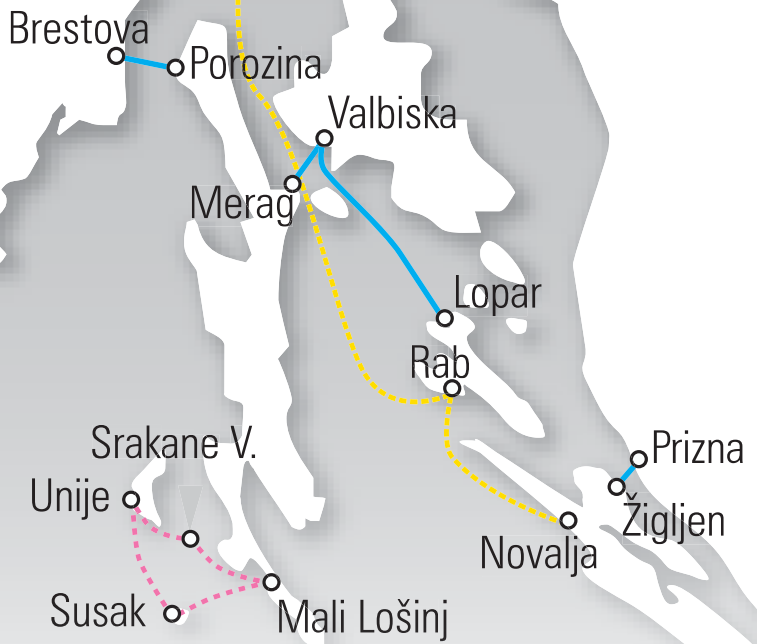 Brestova
Porozina
Valbiska
Merag
Lopar
Rab
Srakane V.
Prizna
Unije
Žigljen
Novalja
Susak
Mali Lošinj